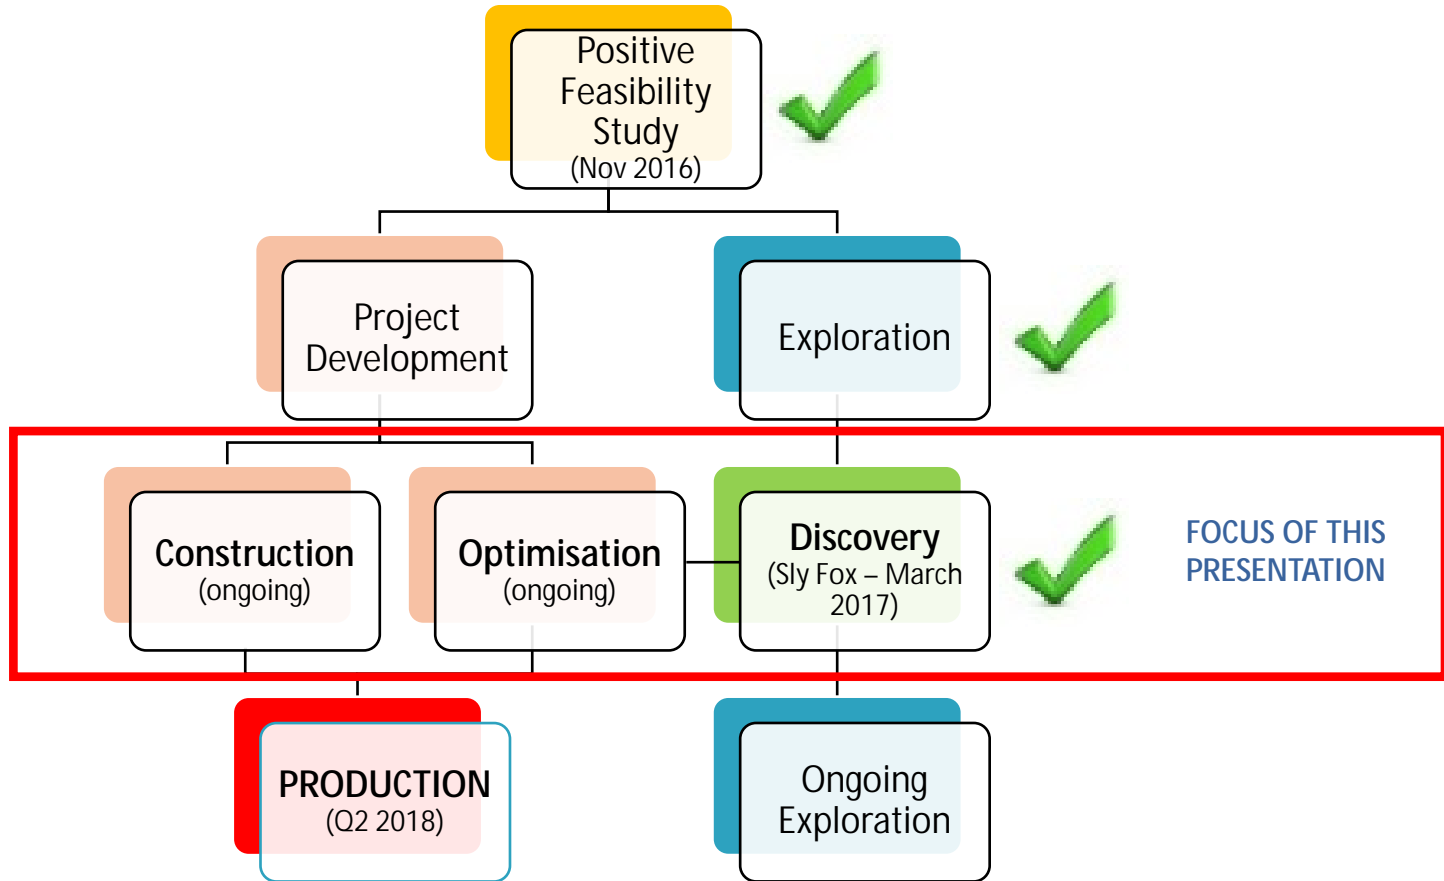 Positive
Feasibility
Study
(Nov 2016)
Project
Development
Exploration
Construction
(ongoing)
Optimisation
(ongoing)
Discovery
(Sly Fox – March
2017)
FOCUS OF THIS
PRESENTATION
PRODUCTION
(Q2 2018)
Ongoing
Exploration